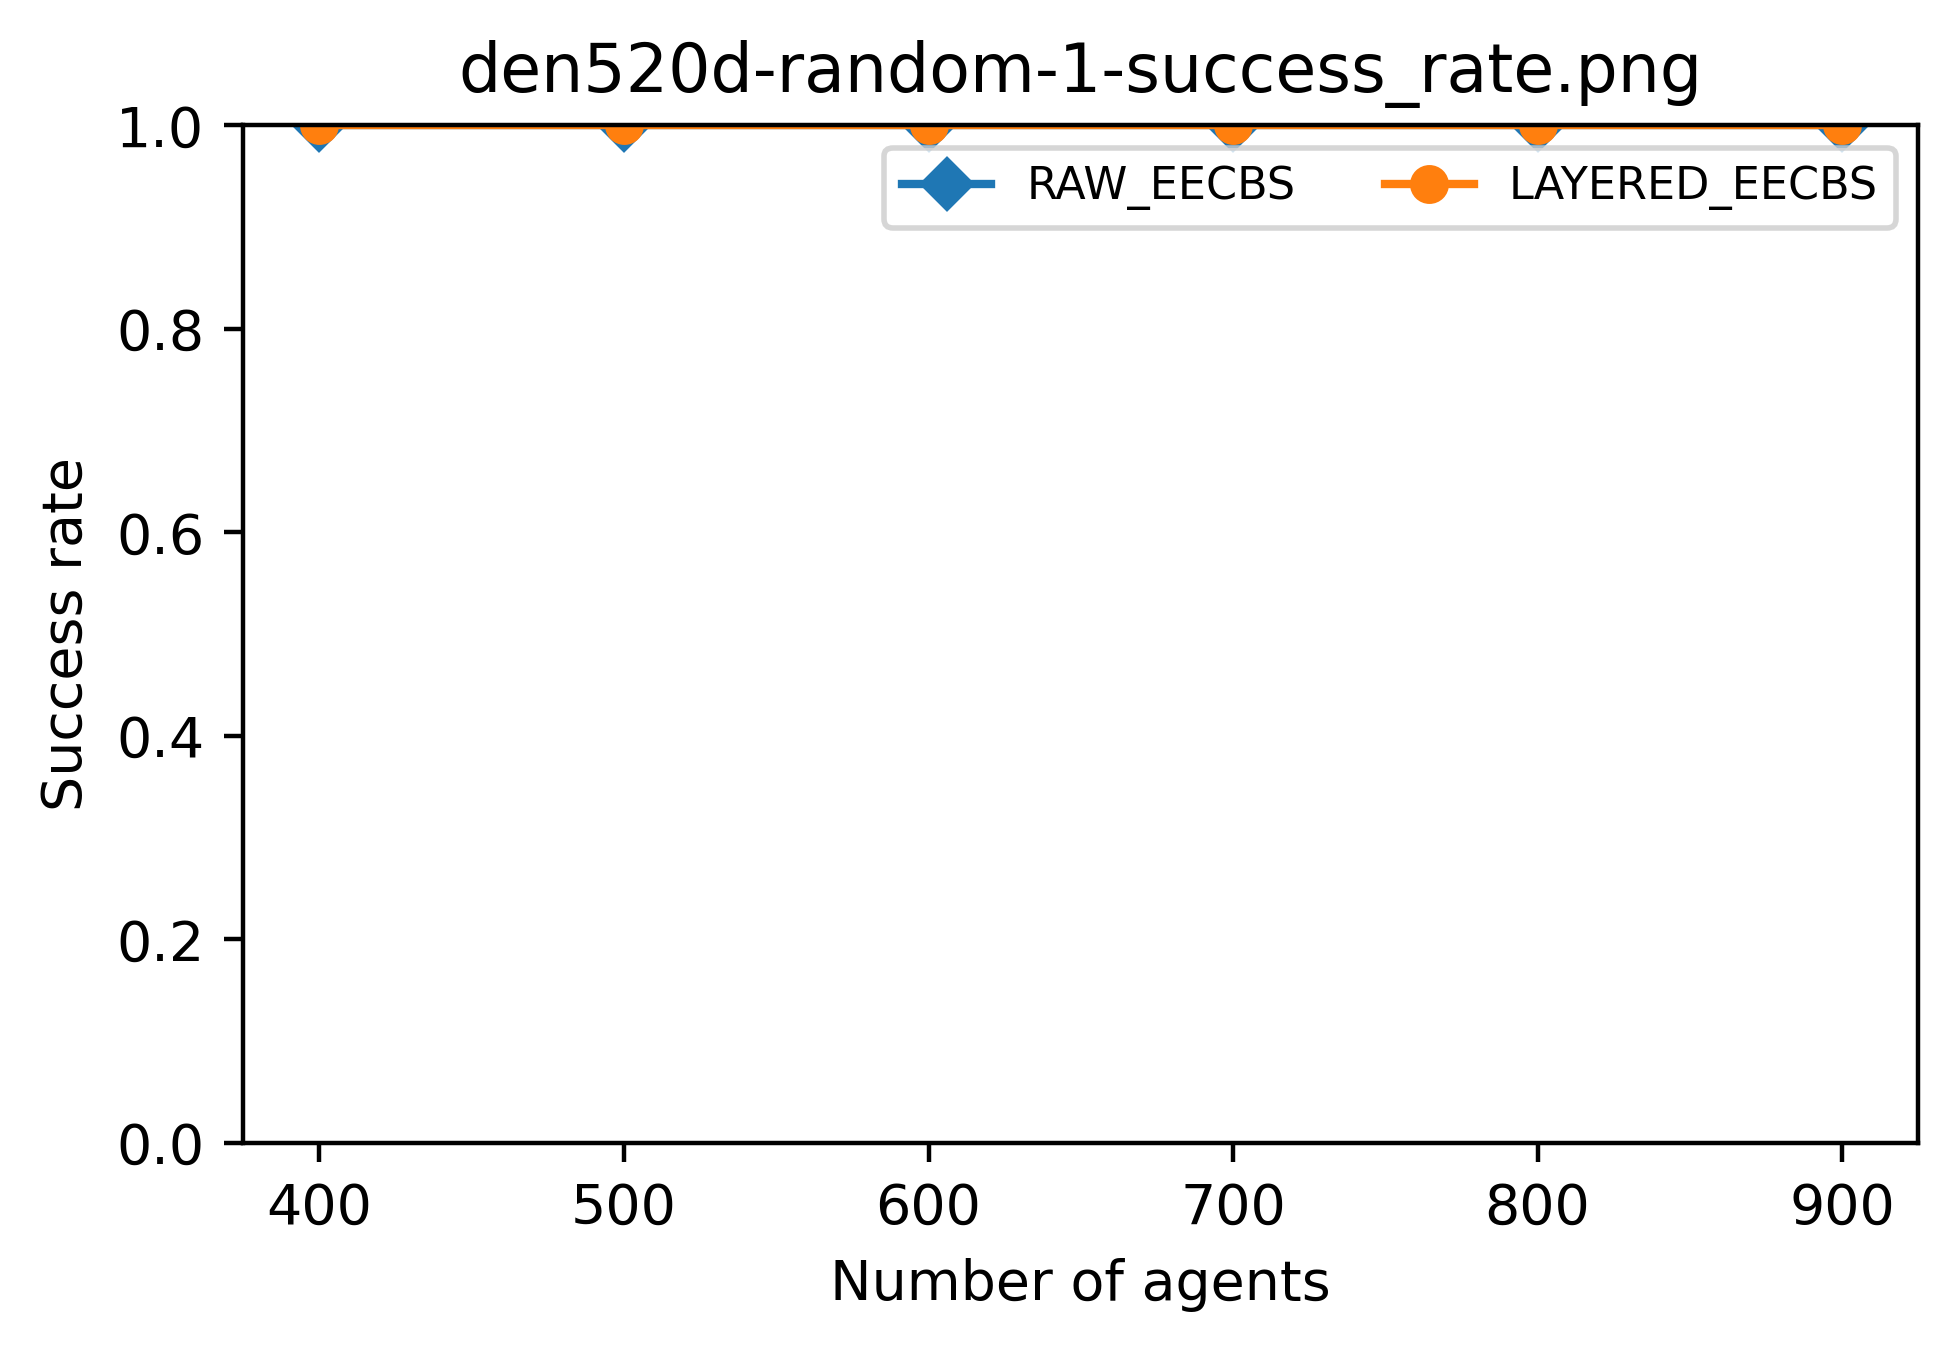 den520d-random-1-success_rate.png
1.0
RAW_EECBS LAYERED_EECBS
0.8
0.6
0.4
0.2
0.0
Success rate
400 500 600 700 800 900
Number of agents